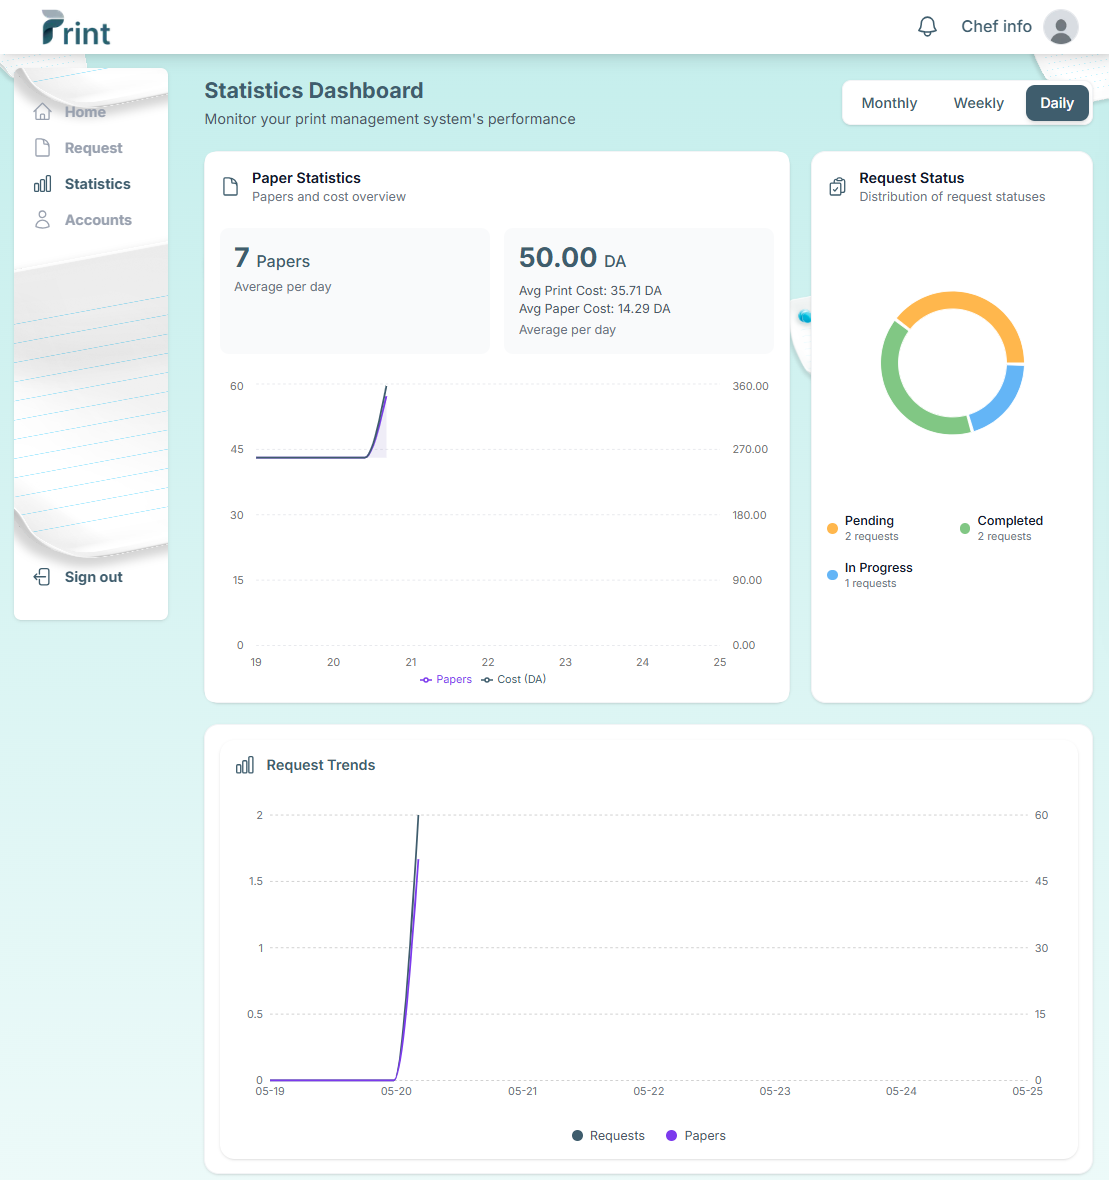 Print
Chef info
Home
Request
Statistics
Accounts
Sign out
Statistics Dashboard
Monitor your print management system's performance
Monthly
Weekly
Daily
Paper Statistics
Papers and cost overview
7 Papers
Average per day
50.00 DA
Avg Print Cost: 35.71 DA
Avg Paper Cost: 14.29 DA
Average per day
60
45
30
15
0
360.00
270.00
180.00
90.00
0.00
19 20 21 22 23 24 25
Papers Cost (DA)
Request Status
Distribution of request statuses
Pending
2 requests
Completed
2 requests
In Progress
1 requests
Request Trends
2
1.5
1
0.5
0
60
45
30
15
0
05-19 05-20 05-21 05-22 05-23 05-24 05-25
Requests Papers